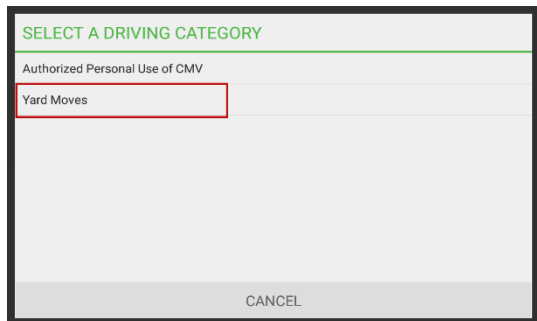 SELECT A DRIVING CATEGORY
Authorized Personal Use of CMV
Yard Moves
CANCEL